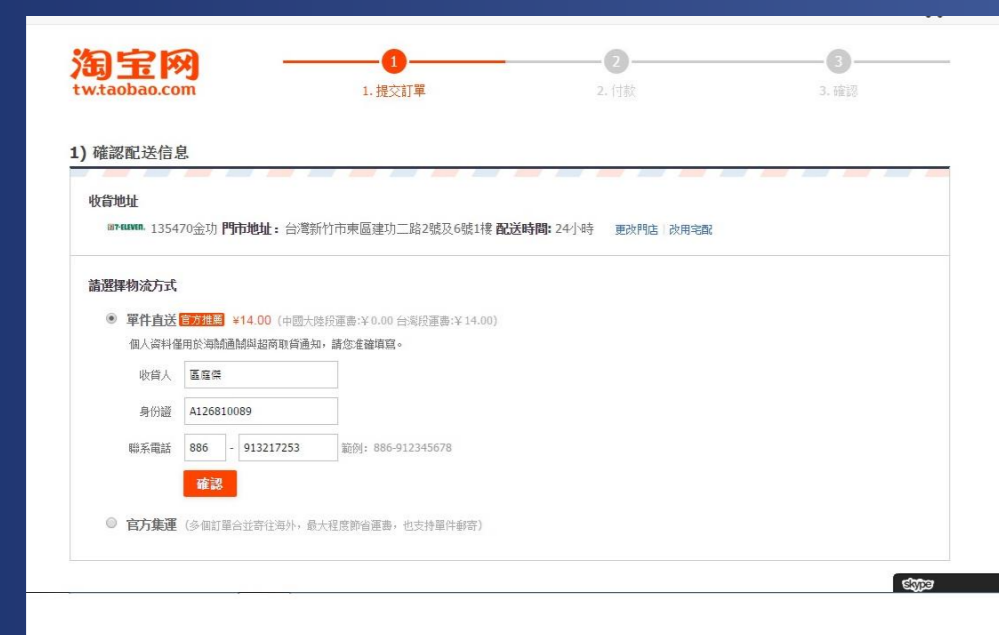 淘宝网
tw.taobao.com
1 2 3
1. 提交訂單 2. 付款 3. 確認
1) 確認配送信息
收貨地址
7-ELEVEN. 135470金功 門市地址： 台灣新竹市東區建功二路2號及6號1樓 配送時間: 24小時 更改門店 改用宅配
請選擇物流方式
單件直送 官方推薦 ¥14.00 (中國大陸段運費:¥0.00 台灣段運費:¥14.00)
個人資料僅用於海關通關與超商取貨通知，請您准確填寫。
收貨人 區庭傑
身份證 A126810089
聯系電話 886 - 913217253 範例: 886-912345678
確認
官方集運 (多個訂單合並寄往海外，最大程度節省運費，也支持單件郵寄)
skype